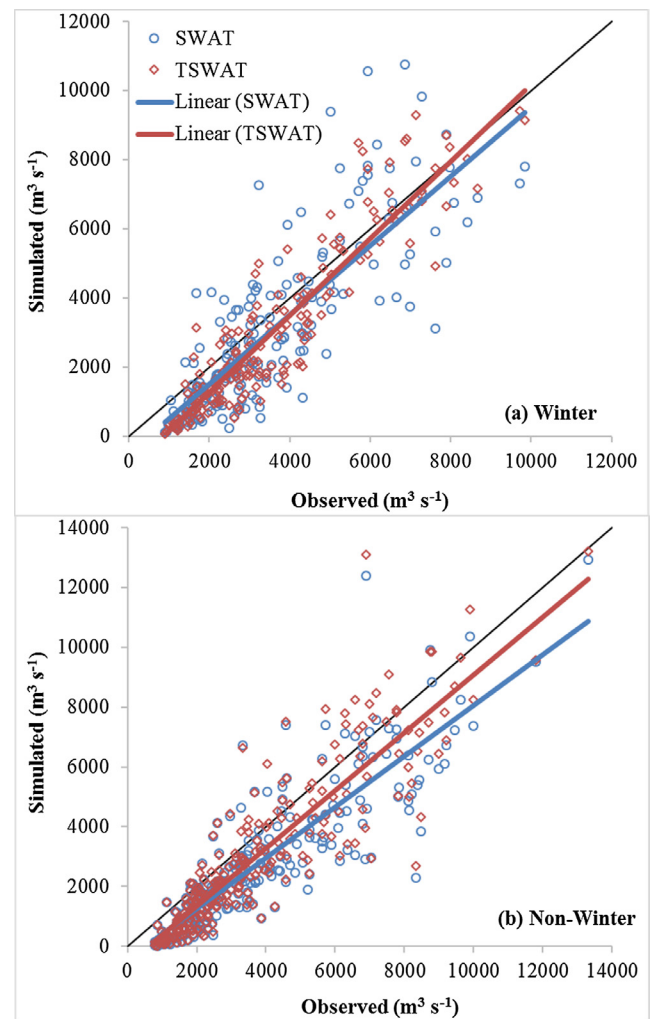 12000
10000
8000
6000
4000
2000
0
Simulated (m³ s⁻¹)
SWAT
TSWAT
Linear (SWAT)
Linear (TSWAT)
(a) Winter
0 2000 4000 6000 8000 10000 12000
Observed (m³ s⁻¹)
14000
12000
10000
8000
6000
4000
2000
0
Simulated (m³ s⁻¹)
(b) Non-Winter
0 2000 4000 6000 8000 10000 12000 14000
Observed (m³ s⁻¹)